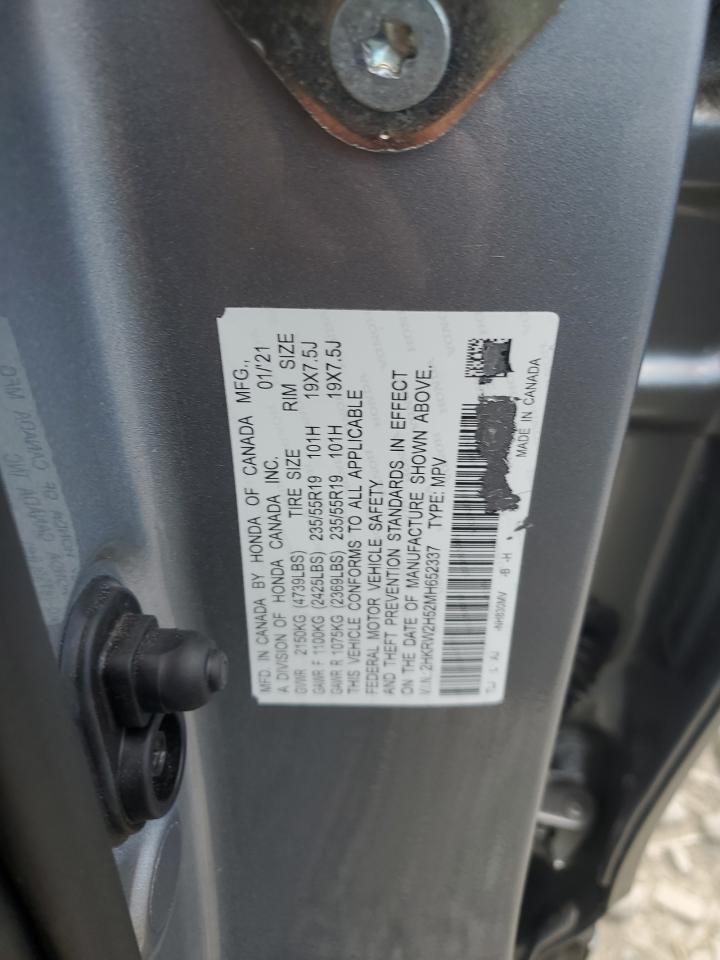 MFD. IN CANADA BY HONDA OF CANADA MFG.,
A DIVISION OF HONDA CANADA INC. 01/'21
GVWR 2150KG (4739LBS) TIRE SIZE RIM SIZE
GAWR F 1100KG (2425LBS) 235/55R19 101H 19X7.5J
GAWR R 1075KG (2369LBS) 235/55R19 101H 19X7.5J
THIS VEHICLE CONFORMS TO ALL APPLICABLE
FEDERAL MOTOR VEHICLE SAFETY
AND THEFT PREVENTION STANDARDS IN EFFECT
ON THE DATE OF MANUFACTURE SHOWN ABOVE.
V.I.N. 2HKRW2H52MH652337 TYPE: MPV
-B -H
MADE IN CANADA